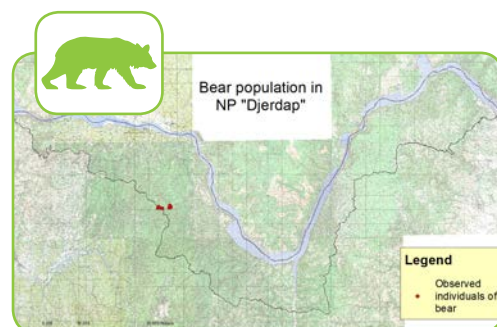 Bear population in
NP "Djerdap"
Legend
Observed
individuals of
bear